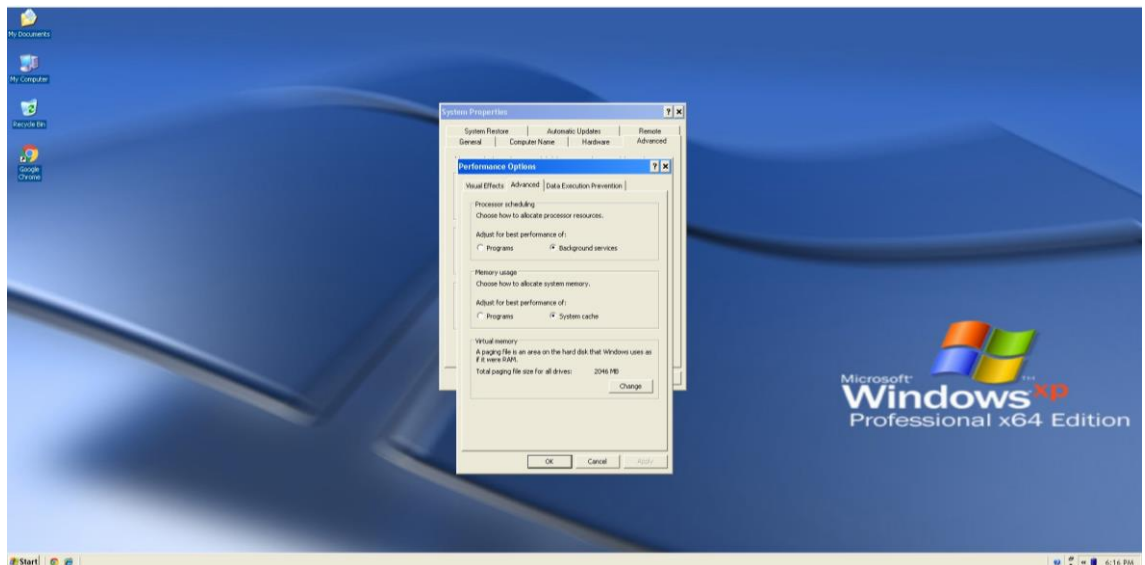 My Documents
My Computer
Recycle Bin
Google
Chrome
System Properties
System Restore Automatic Updates Remote
General Computer Name Hardware Advanced
Performance Options
Visual Effects Advanced Data Execution Prevention
Processor scheduling
Choose how to allocate processor resources.
Adjust for best performance of:
Programs Background services
Memory usage
Choose how to allocate system memory.
Adjust for best performance of:
Programs System cache
Virtual memory
A paging file is an area on the hard disk that Windows uses as
if it were RAM.
Total paging file size for all drives: 2046 MB
Change
OK Cancel Apply
Microsoft
Windows xp
Professional x64 Edition
Start
6:16 PM